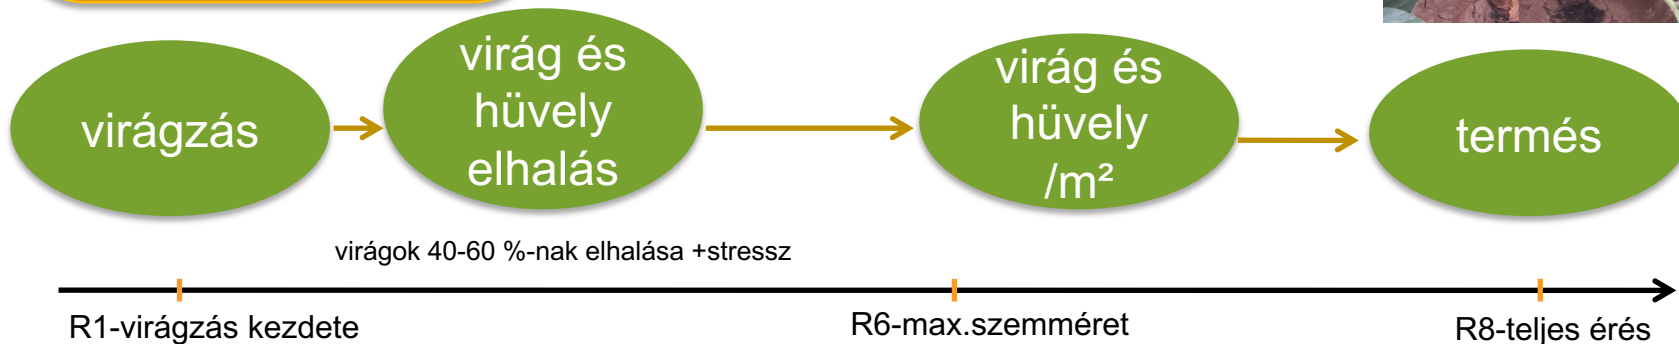 virágzás
virág és
hüvely
elhalás
virág és
hüvely
/m²
termés
virágok 40-60 %-nak elhalása +stressz
R1-virágzás kezdete
R6-max.szemméret
R8-teljes érés